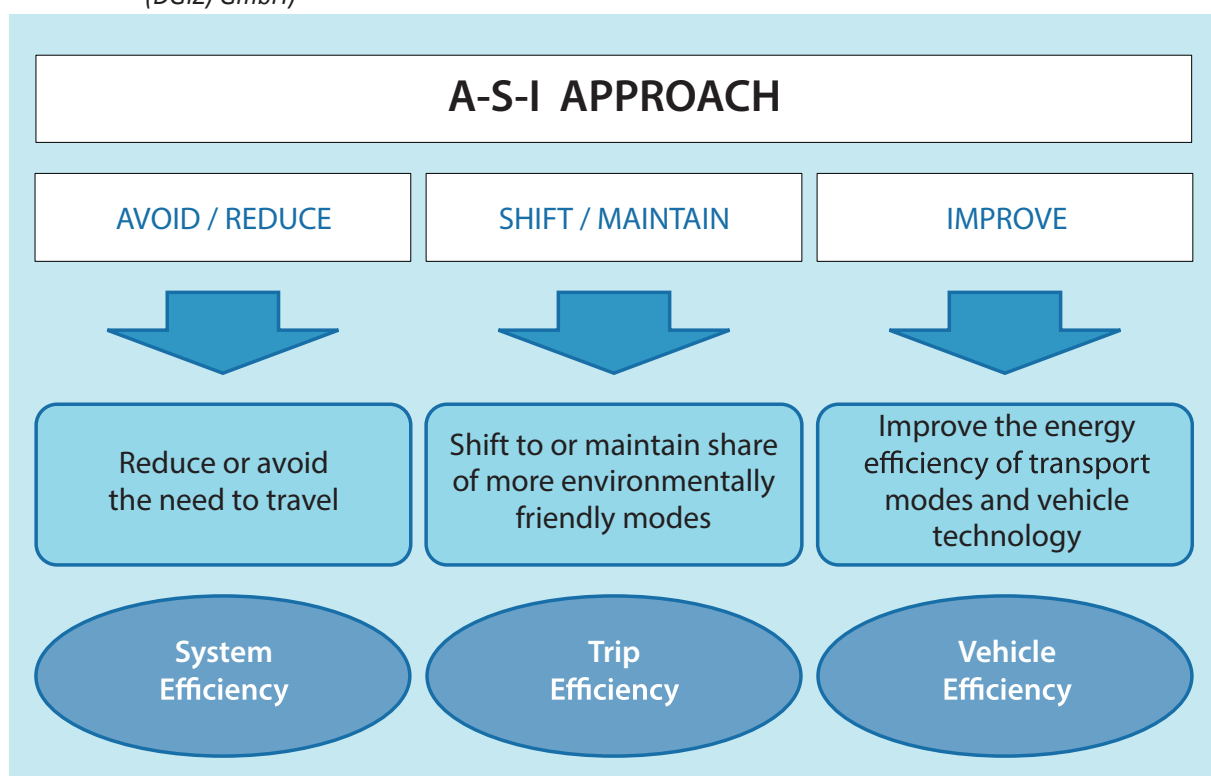 (DGIZ) GmbH)
A-S-I APPROACH
AVOID / REDUCE
SHIFT / MAINTAIN
IMPROVE
Reduce or avoid
the need to travel
Shift to or maintain share
of more environmentally
friendly modes
Improve the energy
efficiency of transport
modes and vehicle
technology
System
Efficiency
Trip
Efficiency
Vehicle
Efficiency